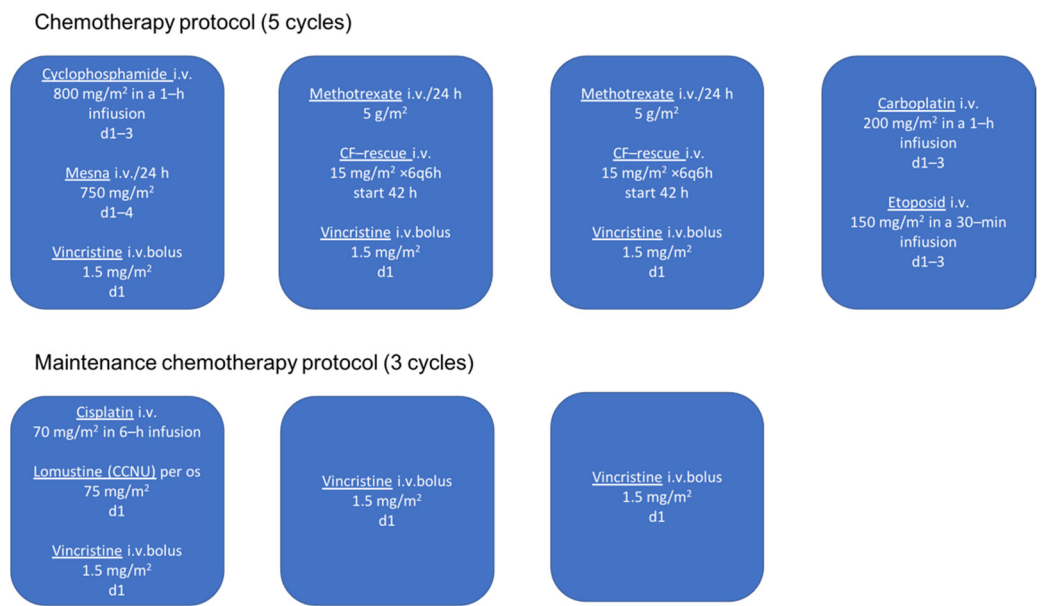 Chemotherapy protocol (5 cycles)
Cyclophosphamide i.v.
800 mg/m² in a 1–h
infiusion
d1–3
Mesna i.v./24 h
750 mg/m²
d1–4
Vincristine i.v.bolus
1.5 mg/m²
d1
Methotrexate i.v./24 h
5 g/m²
CF–rescue i.v.
15 mg/m² ×6q6h
start 42 h
Vincristine i.v.bolus
1.5 mg/m²
d1
Methotrexate i.v./24 h
5 g/m²
CF–rescue i.v.
15 mg/m² ×6q6h
start 42 h
Vincristine i.v.bolus
1.5 mg/m²
d1
Carboplatin i.v.
200 mg/m² in a 1–h
infiusion
d1–3
Etoposid i.v.
150 mg/m² in a 30–min
infiusion
d1–3
Maintenance chemotherapy protocol (3 cycles)
Cisplatin i.v.
70 mg/m² in 6–h infusion
Lomustine (CCNU) per os
75 mg/m²
d1
Vincristine i.v.bolus
1.5 mg/m²
d1
Vincristine i.v.bolus
1.5 mg/m²
d1
Vincristine i.v.bolus
1.5 mg/m²
d1